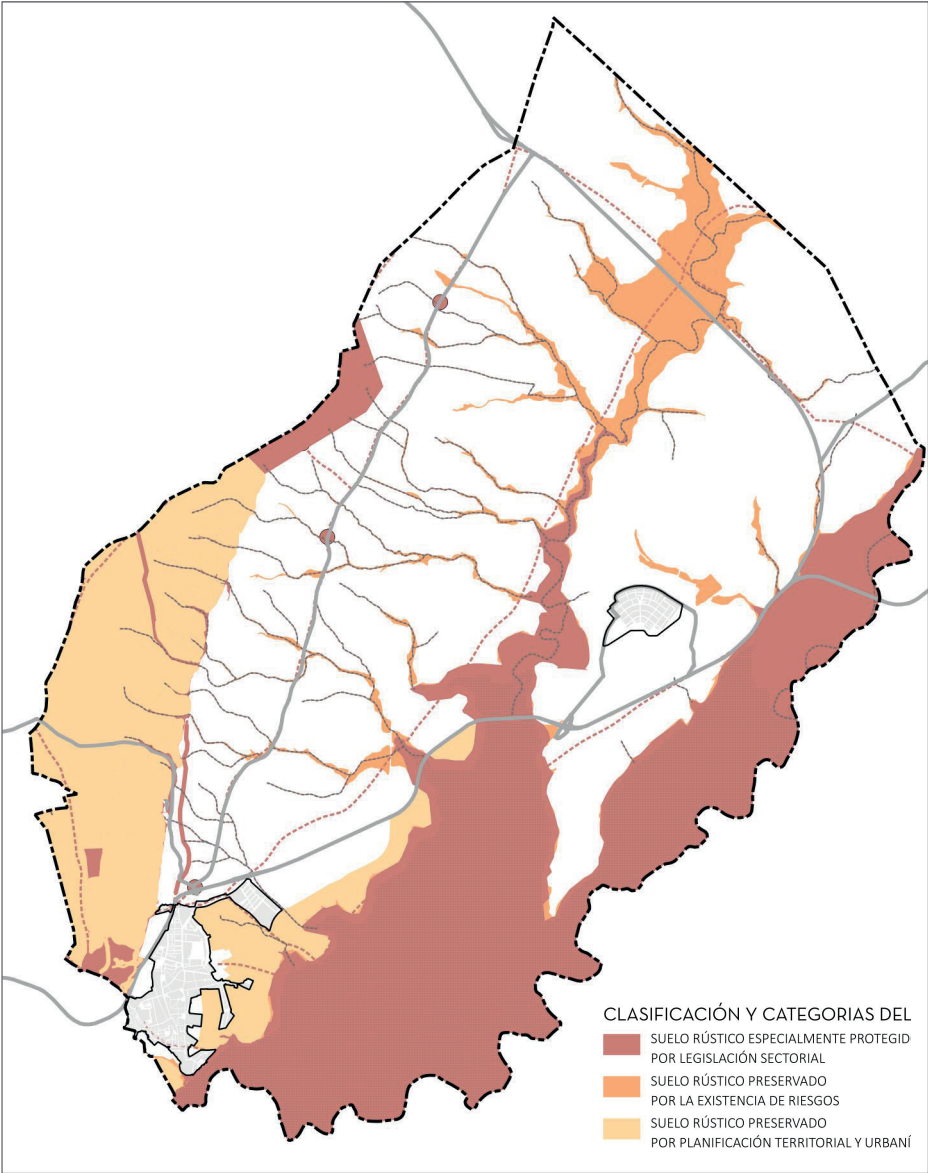 CLASIFICACIÓN Y CATEGORIAS DEL
SUELO RÚSTICO ESPECIALMENTE PROTEGID
POR LEGISLACIÓN SECTORIAL
SUELO RÚSTICO PRESERVADO
POR LA EXISTENCIA DE RIESGOS
SUELO RÚSTICO PRESERVADO
POR PLANIFICACIÓN TERRITORIAL Y URBANÍ